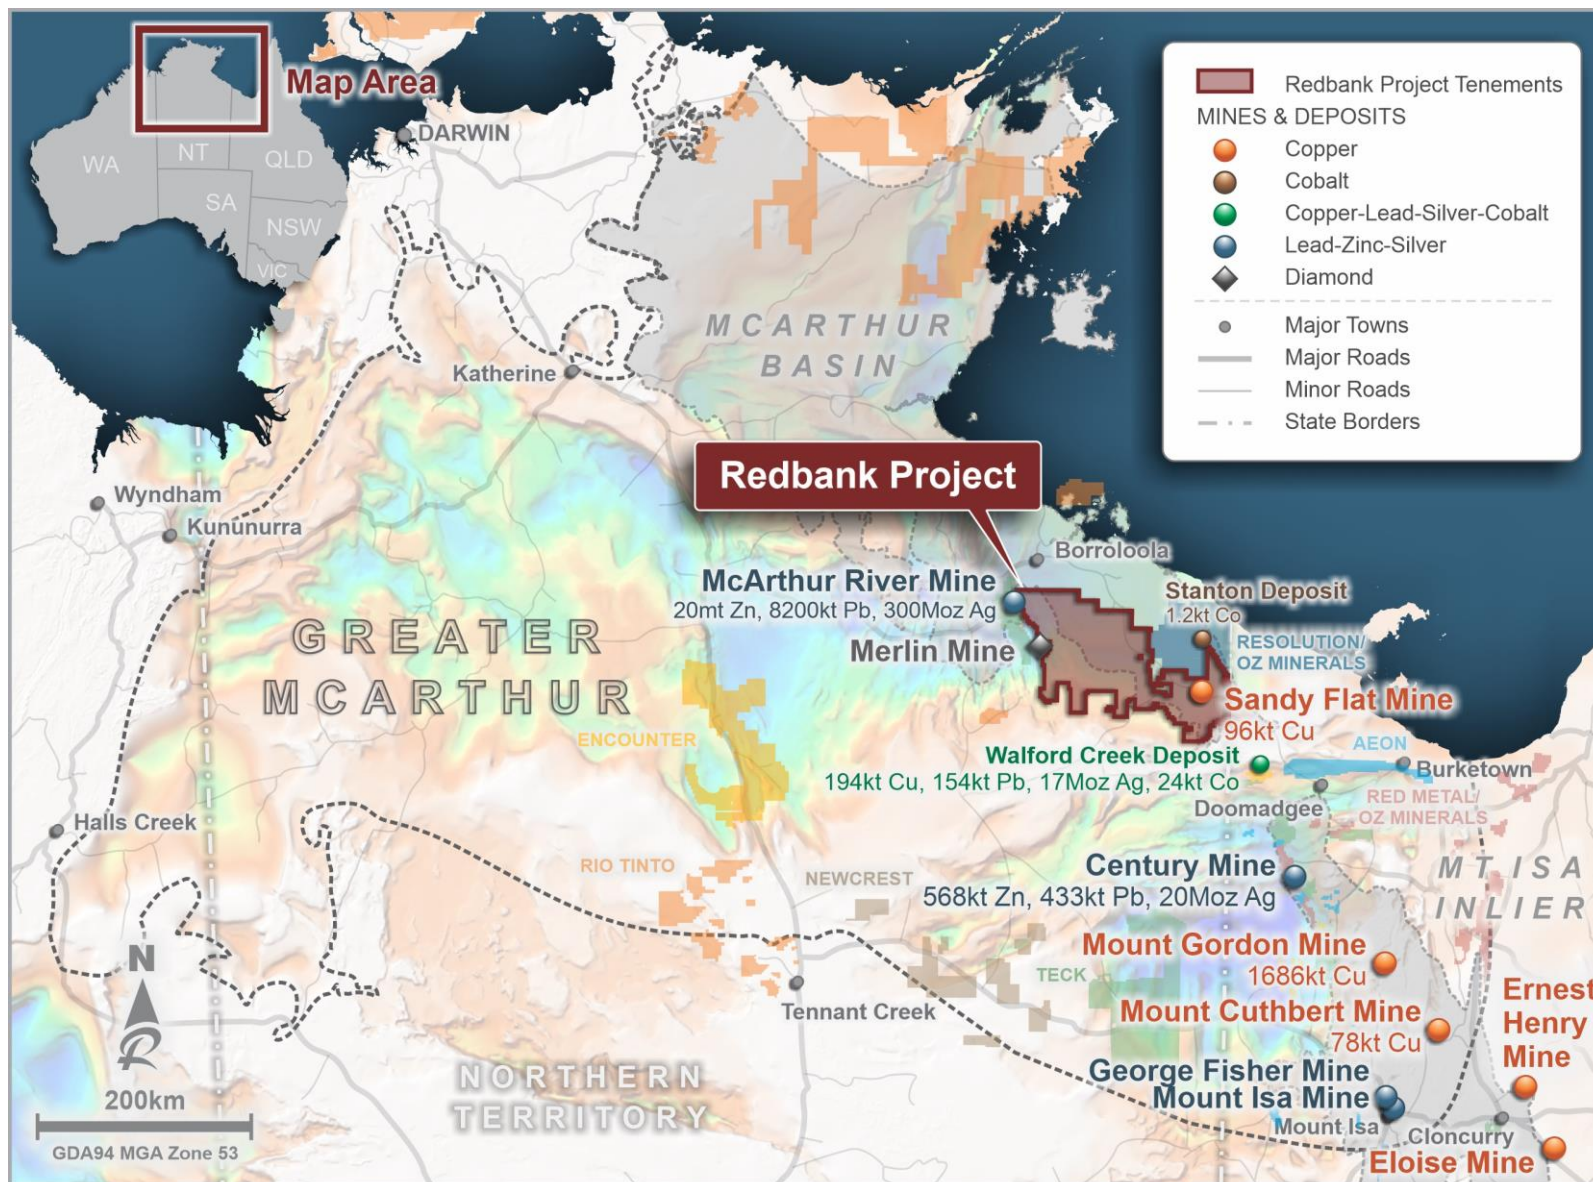 Map Area
WA
NT
QLD
SA
NSW
VIC
DARWIN
Redbank Project Tenements
MINES & DEPOSITS
Copper
Cobalt
Copper-Lead-Silver-Cobalt
Lead-Zinc-Silver
Diamond
Major Towns
Major Roads
Minor Roads
State Borders
MCARTHUR
BASIN
Katherine
Redbank Project
Wyndham
Kununurra
Borroloola
McArthur River Mine
20mt Zn, 8200kt Pb, 300Moz Ag
Stanton Deposit
1.2kt Co
RESOLUTION/
OZ MINERALS
Merlin Mine
GREATER
MCARTHUR
Sandy Flat Mine
96kt Cu
ENCOUNTER
Walford Creek Deposit
194kt Cu, 154kt Pb, 17Moz Ag, 24kt Co
AEON
Burketown
Doomadgee
RED METAL/
OZ MINERALS
Halls Creek
RIO TINTO
NEWCREST
Century Mine
568kt Zn, 433kt Pb, 20Moz Ag
MT ISA
INLIER
Mount Gordon Mine
1686kt Cu
TECK
Tennant Creek
Mount Cuthbert Mine
78kt Cu
Ernest
Henry
Mine
N
R
200km
GDA94 MGA Zone 53
NORTHERN
TERRITORY
George Fisher Mine
Mount Isa Mine
Mount Isa
Cloncurry
Eloise Mine